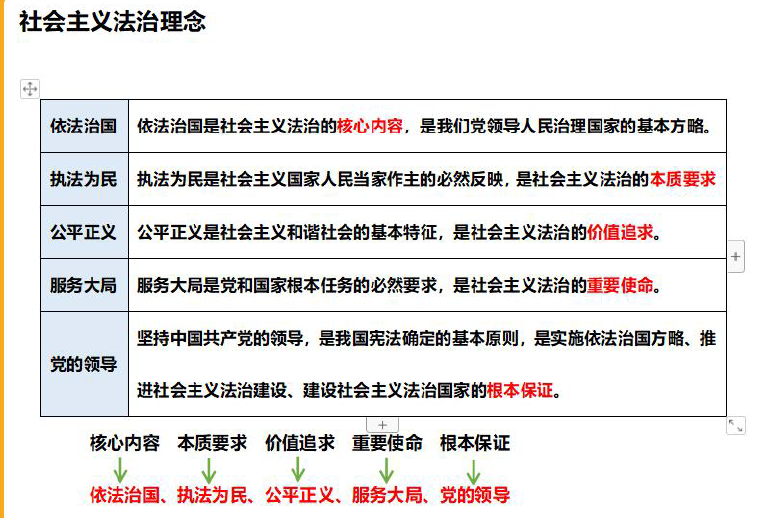 社会主义法治理念
依法治国 依法治国是社会主义法治的核心内容，是我们党领导人民治理国家的基本方略。
执法为民 执法为民是社会主义国家人民当家作主的必然反映，是社会主义法治的本质要求
公平正义 公平正义是社会主义和谐社会的基本特征，是社会主义法治的价值追求。
服务大局 服务大局是党和国家根本任务的必然要求，是社会主义法治的重要使命。
党的领导 坚持中国共产党的领导，是我国宪法确定的基本原则，是实施依法治国方略、推
进社会主义法治建设、建设社会主义法治国家的根本保证。
核心内容 本质要求 价值追求 重要使命 根本保证
依法治国、执法为民、公平正义、服务大局、党的领导